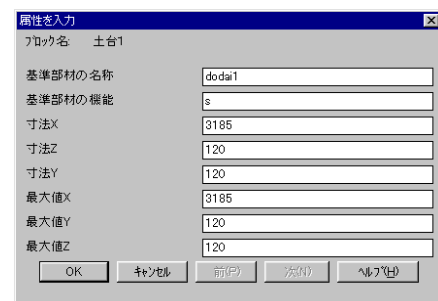 属性を入力
ﾌﾞﾛｯｸ名: 土台1
基準部材の名称 dodai1
基準部材の機能 s
寸法X 3185
寸法Z 120
寸法Y 120
最大値X 3185
最大値Y 120
最大値Z 120
OK ｷｬﾝｾﾙ 前(P) 次(N) ﾍﾙﾌﾟ(H)